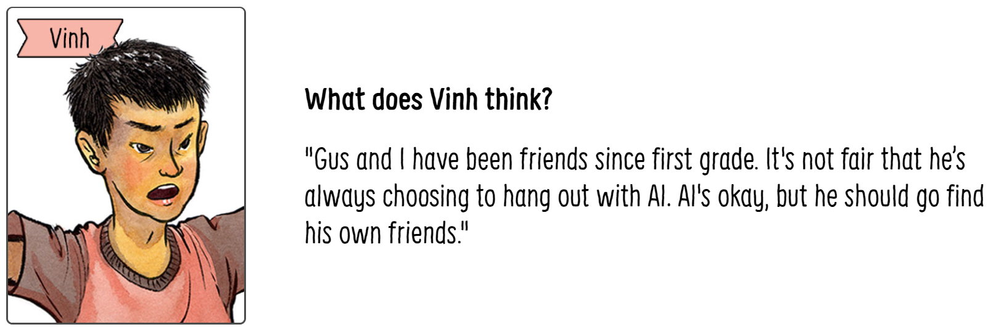 Vinh
What does Vinh think?
"Gus and I have been friends since first grade. It's not fair that he’s
always choosing to hang out with Al. Al's okay, but he should go find
his own friends."